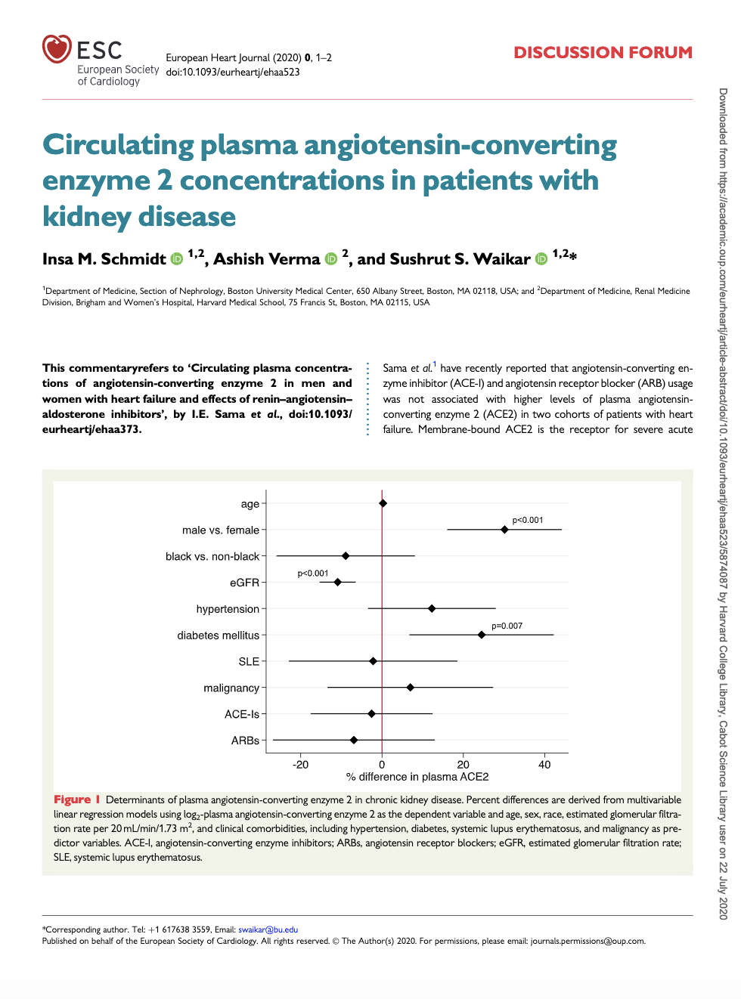 ESC
European Society
of Cardiology
European Heart Journal (2020) 0, 1–2
doi:10.1093/eurheartj/ehaa523
DISCUSSION FORUM
Circulating plasma angiotensin-converting
enzyme 2 concentrations in patients with
kidney disease
Insa M. Schmidt iD 1,2, Ashish Verma iD 2, and Sushrut S. Waikar iD 1,2*
1Department of Medicine, Section of Nephrology, Boston University Medical Center, 650 Albany Street, Boston, MA 02118, USA; and 2Department of Medicine, Renal Medicine
Division, Brigham and Women's Hospital, Harvard Medical School, 75 Francis St, Boston, MA 02115, USA
This commentaryrefers to 'Circulating plasma concentra-
tions of angiotensin-converting enzyme 2 in men and
women with heart failure and effects of renin–angiotensin–
aldosterone inhibitors', by I.E. Sama et al., doi:10.1093/
eurheartj/ehaa373.
Sama et al.1 have recently reported that angiotensin-converting en-
zyme inhibitor (ACE-I) and angiotensin receptor blocker (ARB) usage
was not associated with higher levels of plasma angiotensin-
converting enzyme 2 (ACE2) in two cohorts of patients with heart
failure. Membrane-bound ACE2 is the receptor for severe acute
age
male vs. female
p<0.001
black vs. non-black
eGFR
p<0.001
hypertension
diabetes mellitus
p=0.007
SLE
malignancy
ACE-Is
ARBs
-20 0 20 40
% difference in plasma ACE2
Figure 1 Determinants of plasma angiotensin-converting enzyme 2 in chronic kidney disease. Percent differences are derived from multivariable
linear regression models using log2-plasma angiotensin-converting enzyme 2 as the dependent variable and age, sex, race, estimated glomerular filtra-
tion rate per 20 mL/min/1.73 m2, and clinical comorbidities, including hypertension, diabetes, systemic lupus erythematosus, and malignancy as pre-
dictor variables. ACE-I, angiotensin-converting enzyme inhibitors; ARBs, angiotensin receptor blockers; eGFR, estimated glomerular filtration rate;
SLE, systemic lupus erythematosus.
*Corresponding author. Tel: +1 617638 3559, Email: swaikar@bu.edu
Published on behalf of the European Society of Cardiology. All rights reserved. © The Author(s) 2020. For permissions, please email: journals.permissions@oup.com.
Downloaded from https://academic.oup.com/eurheartj/article-abstract/doi/10.1093/eurheartj/ehaa523/5874087 by Harvard College Library, Cabot Science Library user on 22 July 2020